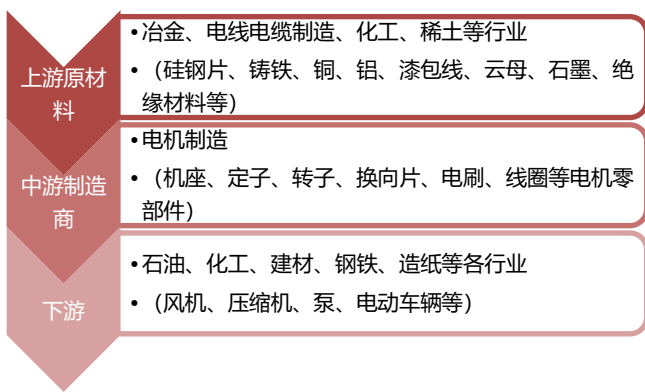 上游原材
料
•冶金、电线电缆制造、化工、稀土等行业
•（硅钢片、铸铁、铜、铝、漆包线、云母、石墨、绝
缘材料等）
中游制造
商
•电机制造
•（机座、定子、转子、换向片、电刷、线圈等电机零
部件）
下游
•石油、化工、建材、钢铁、造纸等各行业
•（风机、压缩机、泵、电动车辆等）